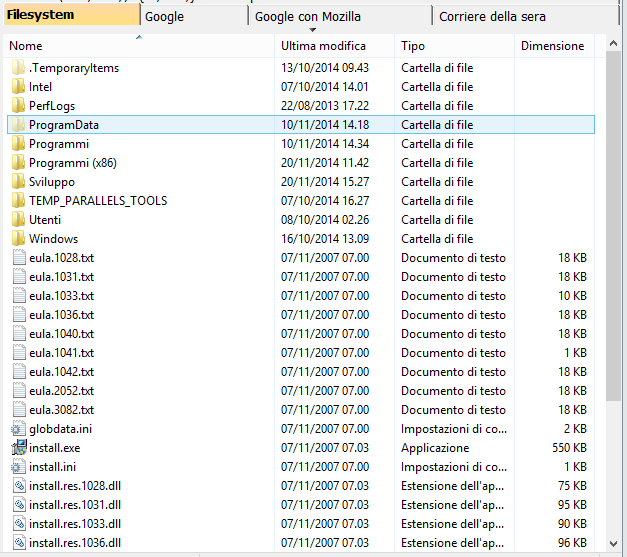 Filesystem Google Google con Mozilla Corriere della sera
Nome Ultima modifica Tipo Dimensione
.TemporaryItems 13/10/2014 09.43 Cartella di file
Intel 07/10/2014 14.01 Cartella di file
PerfLogs 22/08/2013 17.22 Cartella di file
ProgramData 10/11/2014 14.18 Cartella di file
Programmi 10/11/2014 14.34 Cartella di file
Programmi (x86) 20/11/2014 11.42 Cartella di file
Sviluppo 20/11/2014 15.27 Cartella di file
TEMP_PARALLELS_TOOLS 07/10/2014 16.27 Cartella di file
Utenti 08/10/2014 02.26 Cartella di file
Windows 16/10/2014 13.09 Cartella di file
eula.1028.txt 07/11/2007 07.00 Documento di testo 18 KB
eula.1031.txt 07/11/2007 07.00 Documento di testo 18 KB
eula.1033.txt 07/11/2007 07.00 Documento di testo 10 KB
eula.1036.txt 07/11/2007 07.00 Documento di testo 18 KB
eula.1040.txt 07/11/2007 07.00 Documento di testo 18 KB
eula.1041.txt 07/11/2007 07.00 Documento di testo 1 KB
eula.1042.txt 07/11/2007 07.00 Documento di testo 18 KB
eula.2052.txt 07/11/2007 07.00 Documento di testo 18 KB
eula.3082.txt 07/11/2007 07.00 Documento di testo 18 KB
globdata.ini 07/11/2007 07.00 Impostazioni di co... 2 KB
install.exe 07/11/2007 07.03 Applicazione 550 KB
install.ini 07/11/2007 07.00 Impostazioni di co... 1 KB
install.res.1028.dll 07/11/2007 07.03 Estensione dell'ap... 75 KB
install.res.1031.dll 07/11/2007 07.03 Estensione dell'ap... 95 KB
install.res.1033.dll 07/11/2007 07.03 Estensione dell'ap... 90 KB
install.res.1036.dll 07/11/2007 07.03 Estensione dell'ap... 96 KB